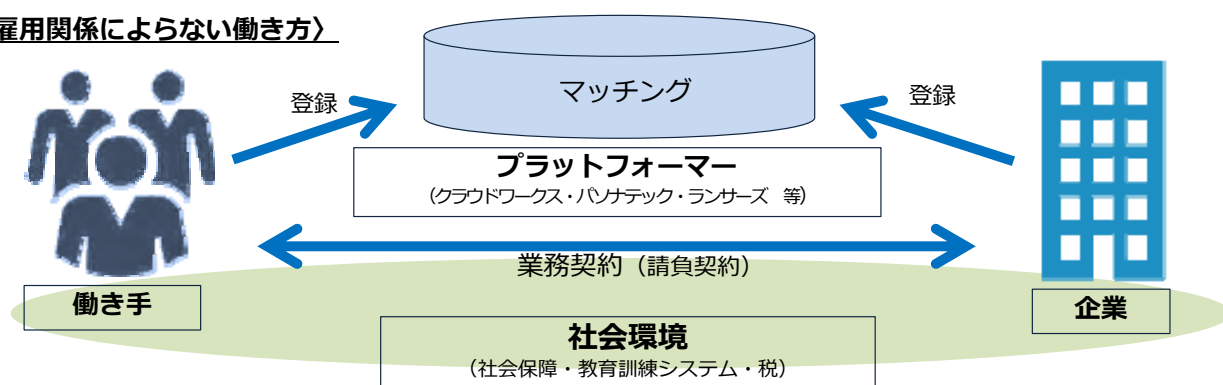 雇用関係によらない働き方〉
マッチング
登録
登録
プラットフォーマー
（クラウドワークス・パソナテック・ランサーズ　等）
業務契約（請負契約）
働き手
企業
社会環境
（社会保障・教育訓練システム・税）